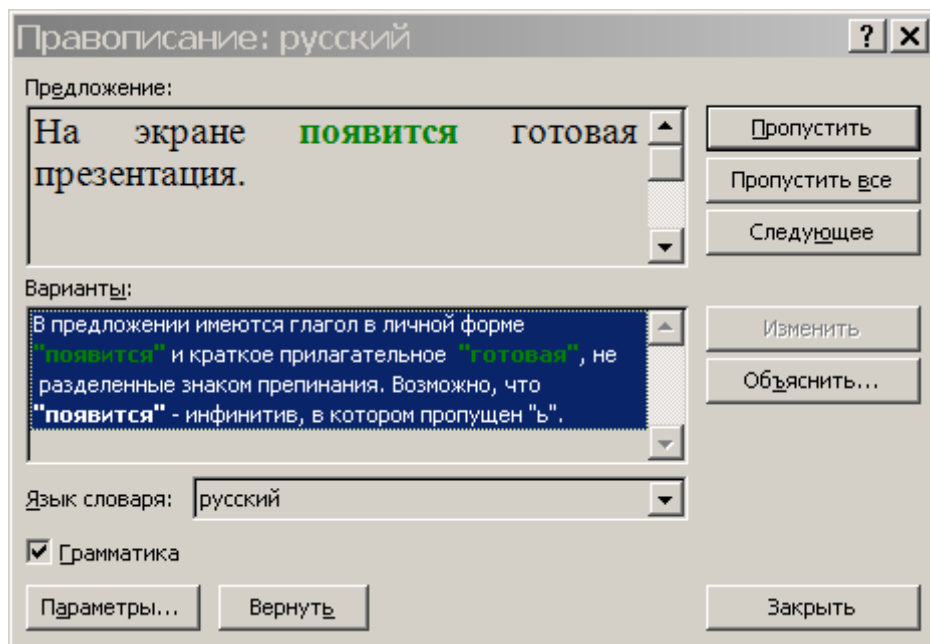 Правописание: русский
Предложение:
На экране появится готовая
презентация.
Пропустить
Пропустить все
Следующее
Варианты:
В предложении имеются глагол в личной форме
"появится" и краткое прилагательное "готовая", не
разделенные знаком препинания. Возможно, что
"появится" - инфинитив, в котором пропущен "ь".
Изменить
Объяснить...
Язык словаря: русский
Грамматика
Параметры... Вернуть Закрыть